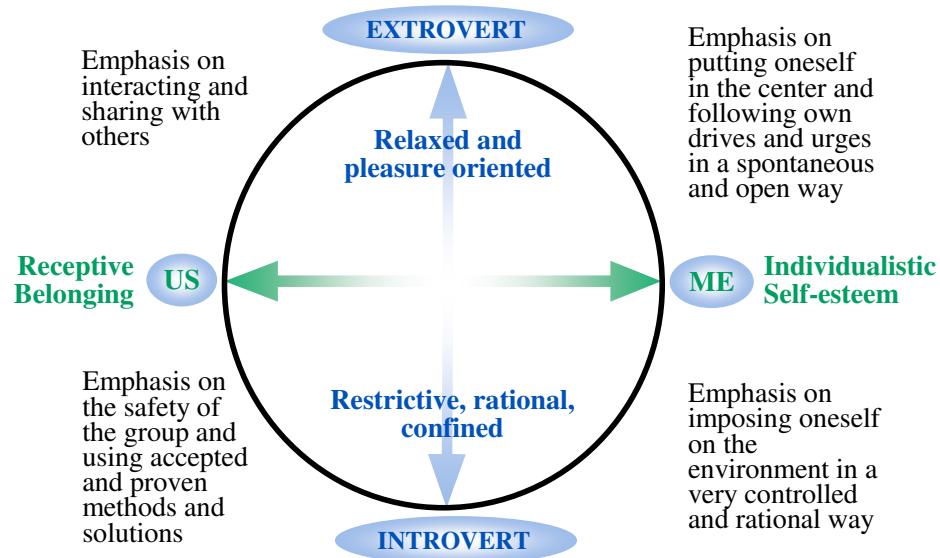 EXTROVERT
Emphasis on
interacting and
sharing with
others
Emphasis on
putting oneself
in the center and
following own
drives and urges
in a spontaneous
and open way
Relaxed and
pleasure oriented
Receptive
Belonging
US
ME
Individualistic
Self-esteem
Emphasis on
the safety of
the group and
using accepted
and proven
methods and
solutions
Restrictive, rational,
confined
Emphasis on
imposing oneself
on the
environment in a
very controlled
and rational way
INTROVERT